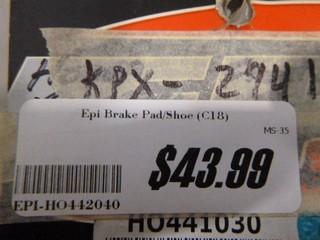 KPX-2941
Epi Brake Pad/Shoe (C18)
MS-35
$43.99
EPI-HO442040
HO441030